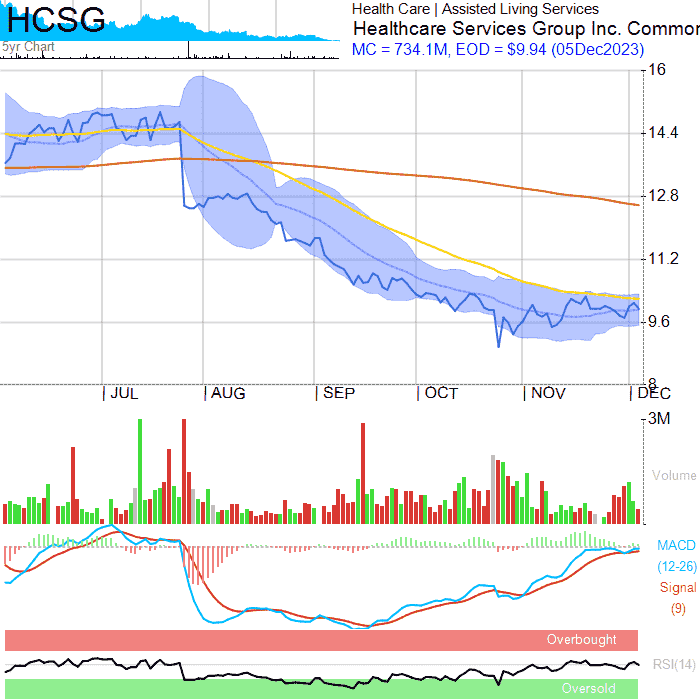 HCSG
5yr Chart
Health Care | Assisted Living Services
Healthcare Services Group Inc. Common
MC = 734.1M, EOD = $9.94 (05Dec2023)
16
14.4
12.8
11.2
9.6
8
JUL AUG SEP OCT NOV DEC
3M
Volume
MACD
(12-26)
Signal
(9)
Overbought
RSI(14)
Oversold